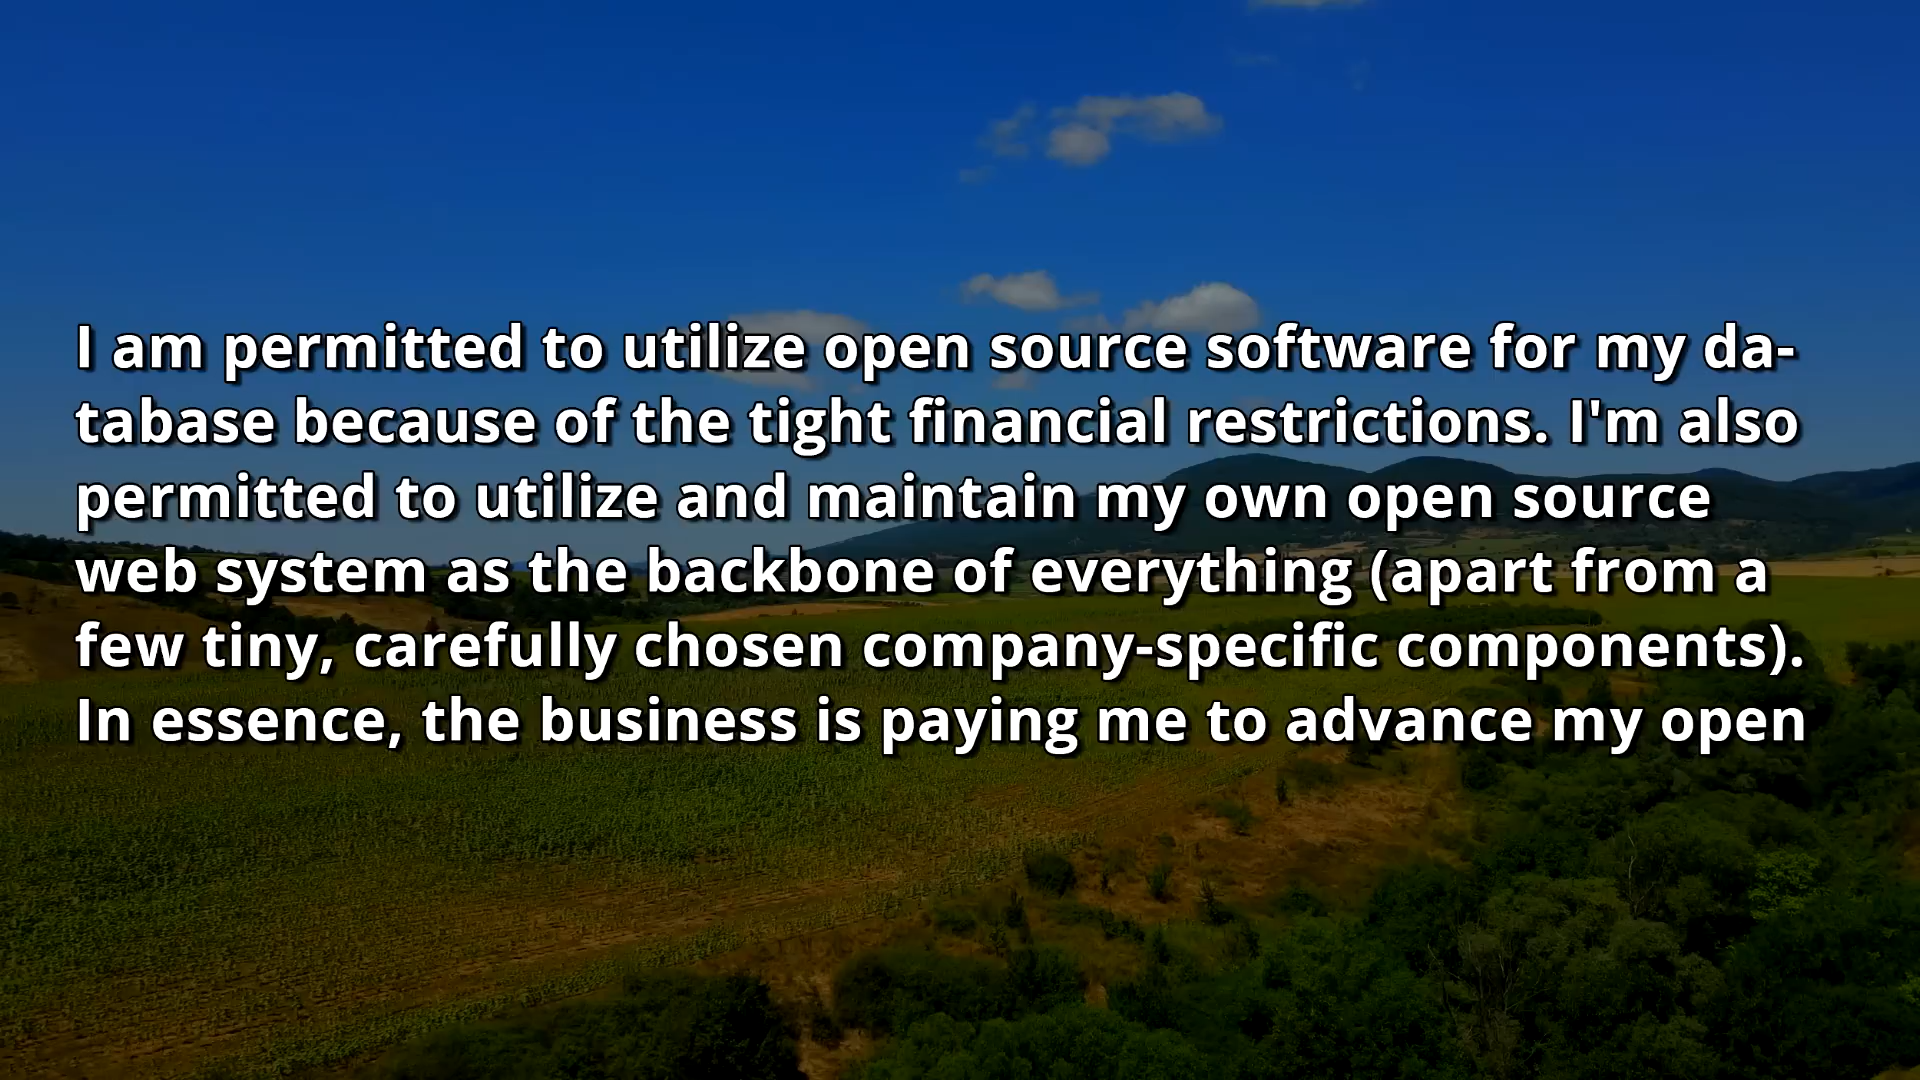 I am permitted to utilize open source software for my da-
tabase because of the tight financial restrictions. I'm also
permitted to utilize and maintain my own open source
web system as the backbone of everything (apart from a
few tiny, carefully chosen company-specific components).
In essence, the business is paying me to advance my open